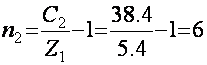 n₂ = C₂/Z₁ − 1 = 38.4/5.4 − 1 = 6